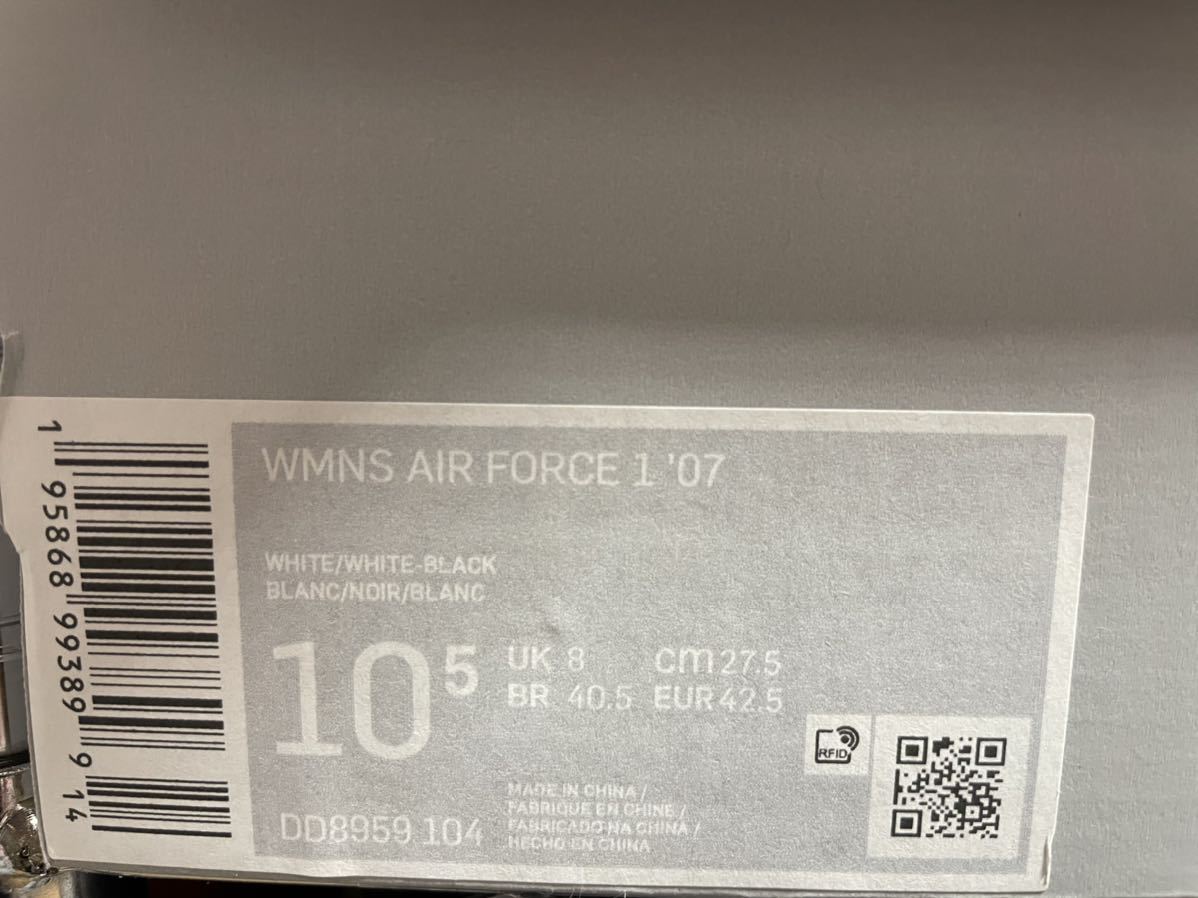 WMNS AIR FORCE 1 '07
WHITE/WHITE-BLACK
BLANC/NOIR/BLANC
10 5
UK 8 cm 27.5
BR 40.5 EUR 42.5
RFID
MADE IN CHINA /
FABRIQUE EN CHINE /
FABRICADO NA CHINA /
HECHO EN CHINA
DD8959 104
1 95868 99389 9 14